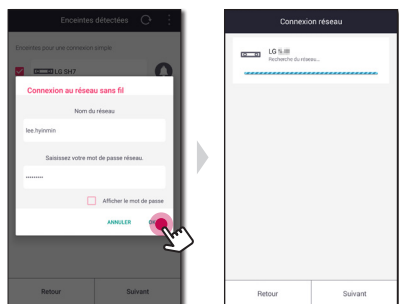 Enceintes détectées
Enceintes pour une connexion simple
LG SH7
Connexion au réseau sans fil
Nom du réseau
lee.hyinmin
Saisissez votre mot de passe réseau.
•••••••••
Afficher le mot de passe
ANNULER OK
Retour Suivant
Connexion réseau
LG
Recherche du réseau...
Retour Suivant